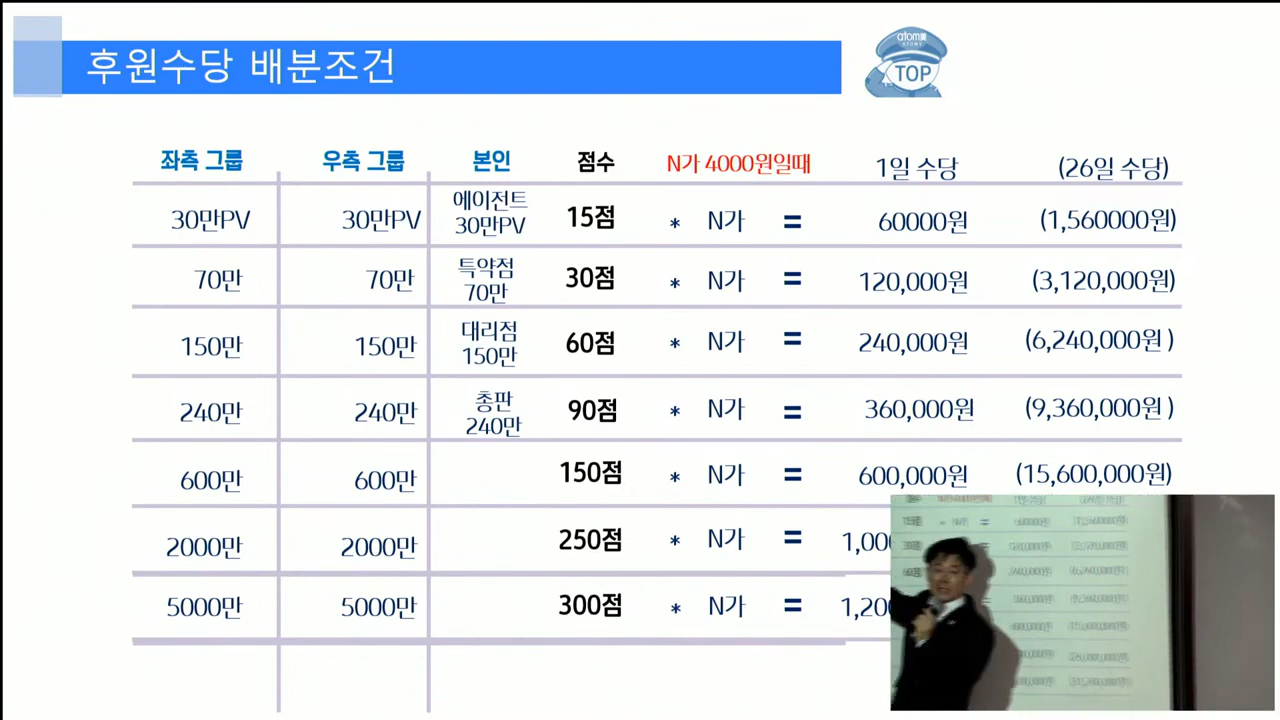 후원수당 배분조건
atom美
ATOMY
TOP
좌측 그룹 우측 그룹 본인 점수 N가 4000원일때 1일 수당 (26일 수당)
30만PV 30만PV 에이전트 30만PV 15점 * N가 = 60000원 (1,560000원)
70만 70만 특약점 70만 30점 * N가 = 120,000원 (3,120,000원)
150만 150만 대리점 150만 60점 * N가 = 240,000원 (6,240,000원 )
240만 240만 총판 240만 90점 * N가 = 360,000원 (9,360,000원 )
600만 600만 150점 * N가 = 600,000원 (15,600,000원)
2000만 2000만 250점 * N가 = 1,000
5000만 5000만 300점 * N가 = 1,200